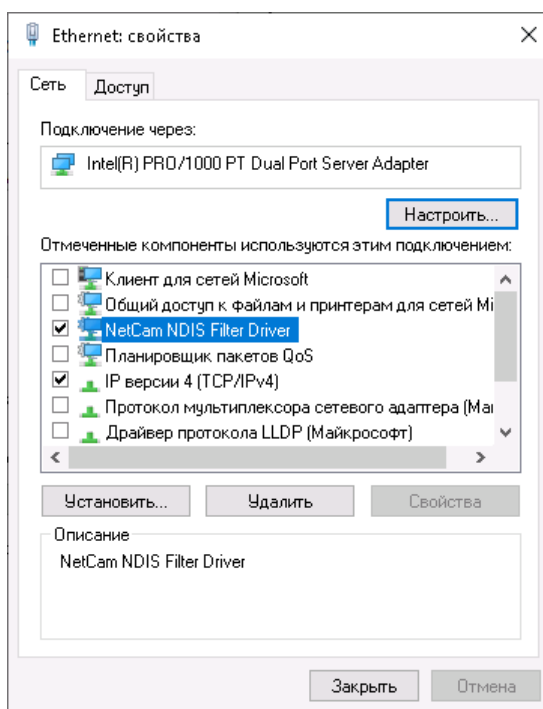 Ethernet: свойства
Сеть
Доступ
Подключение через:
Intel(R) PRO/1000 PT Dual Port Server Adapter
Настроить...
Отмеченные компоненты используются этим подключением:
Клиент для сетей Microsoft
Общий доступ к файлам и принтерам для сетей Mi
NetCam NDIS Filter Driver
Планировщик пакетов QoS
IP версии 4 (TCP/IPv4)
Протокол мультиплексора сетевого адаптера (Май
Драйвер протокола LLDP (Майкрософт)
Установить...
Удалить
Свойства
Описание
NetCam NDIS Filter Driver
Закрыть
Отмена